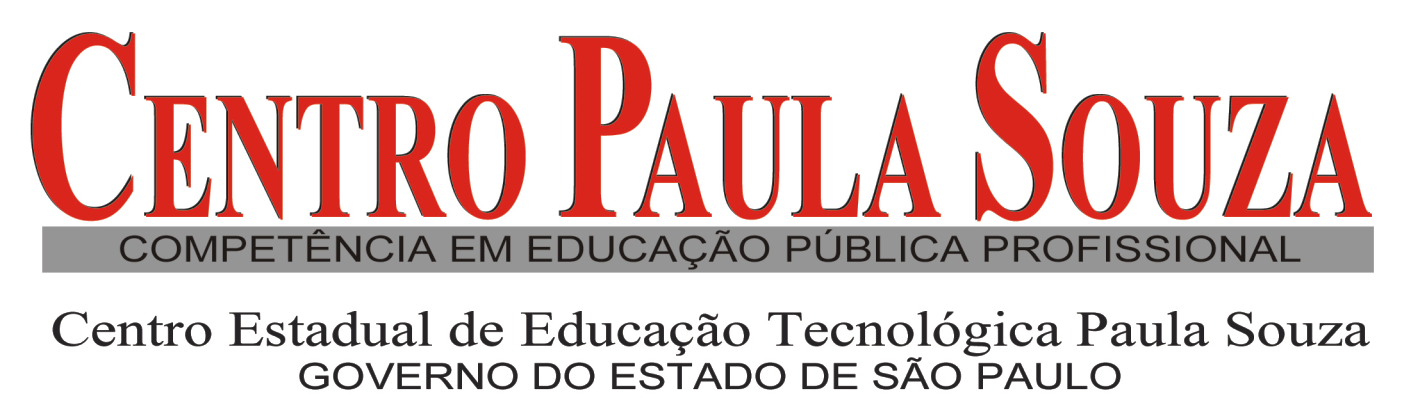 CENTRO PAULA SOUZA
COMPETÊNCIA EM EDUCAÇÃO PÚBLICA PROFISSIONAL
Centro Estadual de Educação Tecnológica Paula Souza
GOVERNO DO ESTADO DE SÃO PAULO